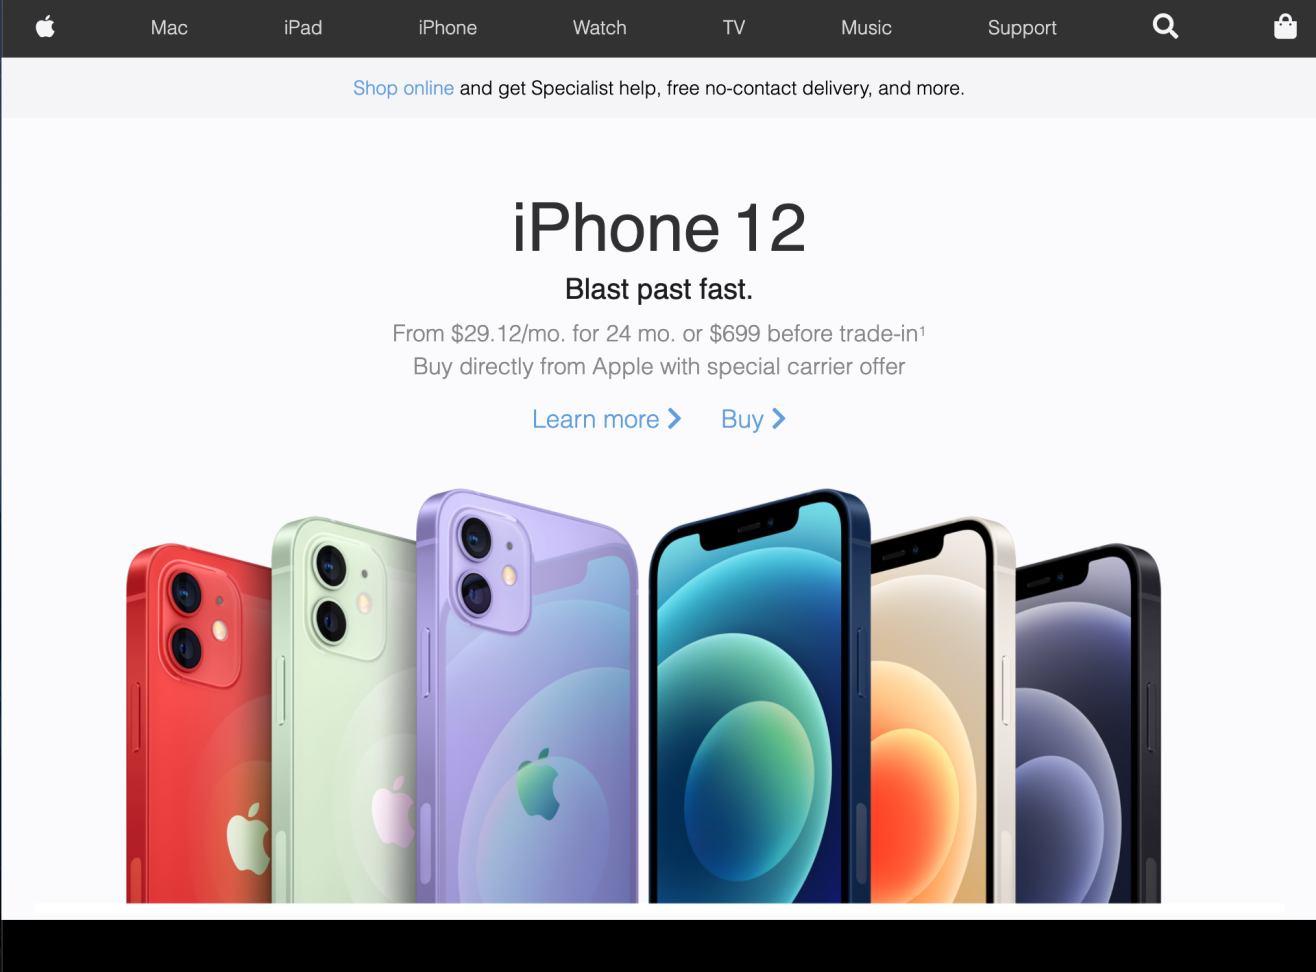 Mac iPad iPhone Watch TV Music Support
Shop online and get Specialist help, free no-contact delivery, and more.
iPhone 12
Blast past fast.
From $29.12/mo. for 24 mo. or $699 before trade-in¹
Buy directly from Apple with special carrier offer
Learn more Buy